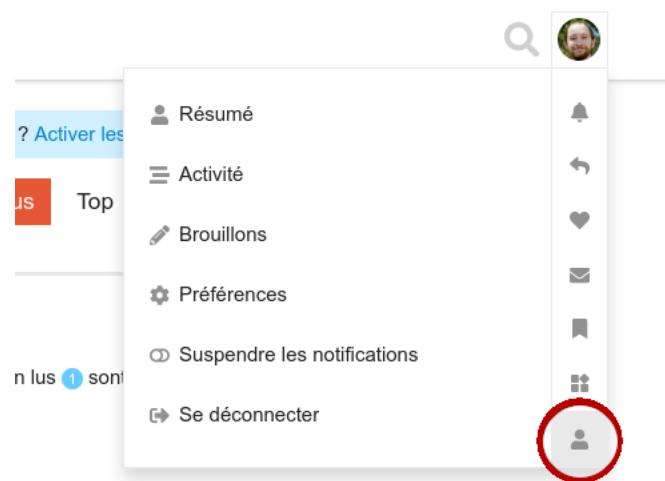 Résumé
? Activer les
Activité
us Top
Brouillons
Préférences
Suspendre les notifications
n lus 1 sont
Se déconnecter